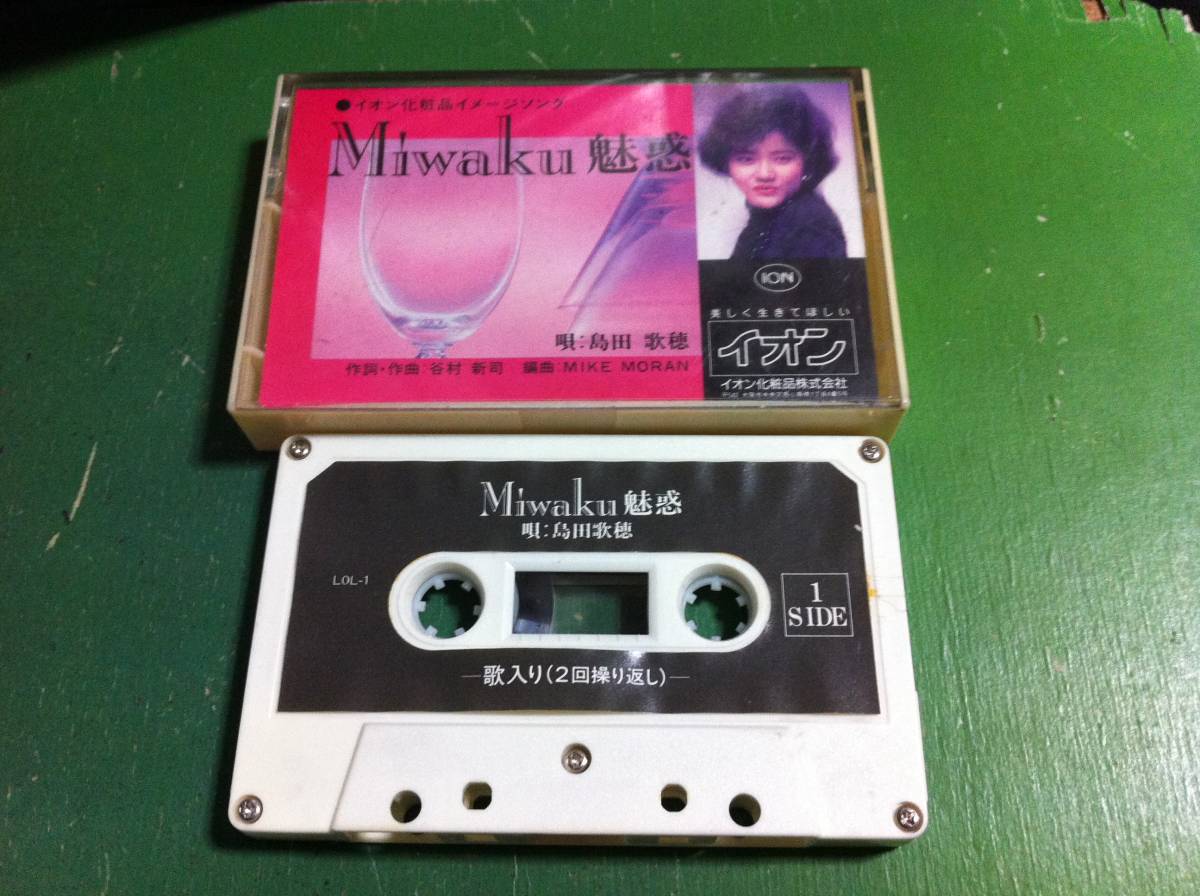 ●イオン化粧品イメージソング
Miwaku 魅惑
唄:島田 歌穂
作詞・作曲:谷村 新司 編曲:MIKE MORAN
ION
美しく生きてほしい
イオン
イオン化粧品株式会社
Miwaku 魅惑
唄:島田歌穂
LOL-1
1
SIDE
—歌入り(2回操り返し)—